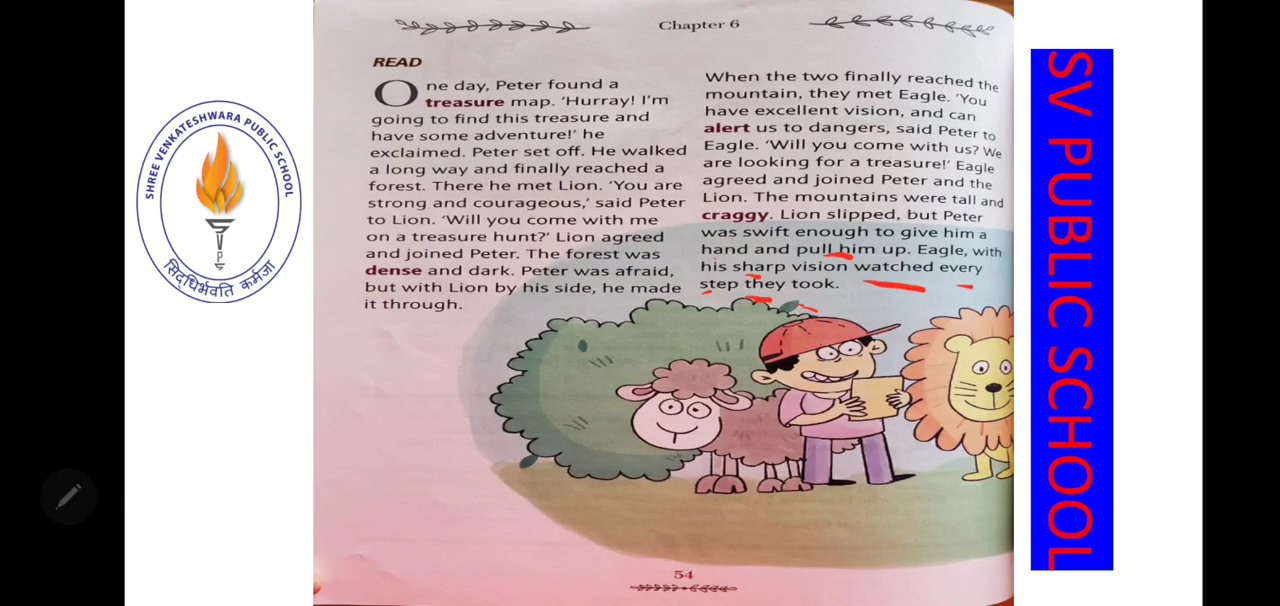 SHREE VENKATESHWARA PUBLIC SCHOOL
S
V
P
S
सिद्धिर्भवति कर्मजा
Chapter 6
READ
One day, Peter found a
treasure map. ‘Hurray! I’m
going to find this treasure and
have some adventure!’ he
exclaimed. Peter set off. He walked
a long way and finally reached a
forest. There he met Lion. ‘You are
strong and courageous,’ said Peter
to Lion. ‘Will you come with me
on a treasure hunt?’ Lion agreed
and joined Peter. The forest was
dense and dark. Peter was afraid,
but with Lion by his side, he made
it through.
When the two finally reached the
mountain, they met Eagle. ‘You
have excellent vision, and can
alert us to dangers, said Peter to
Eagle. ‘Will you come with us? We
are looking for a treasure!’ Eagle
agreed and joined Peter and the
Lion. The mountains were tall and
craggy. Lion slipped, but Peter
was swift enough to give him a
hand and pull him up. Eagle, with
his sharp vision watched every
step they took.
54
SV PUBLIC SCHOOL